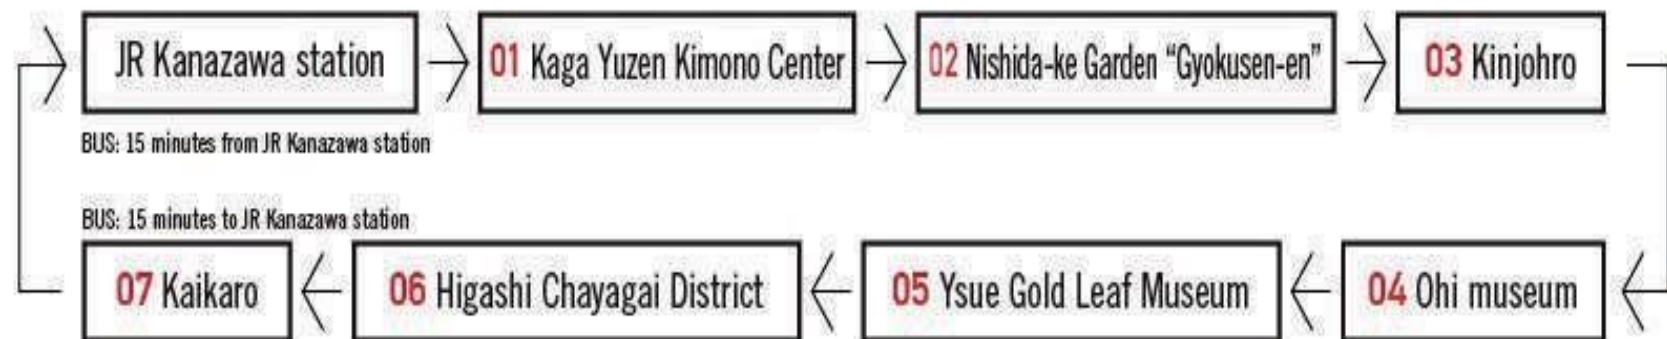 JR Kanazawa station
01 Kaga Yuzen Kimono Center
02 Nishida-ke Garden “Gyokusen-en”
03 Kinjohro
BUS: 15 minutes from JR Kanazawa station
BUS: 15 minutes to JR Kanazawa station
07 Kaikaro
06 Higashi Chayagai District
05 Ysue Gold Leaf Museum
04 Ohi museum